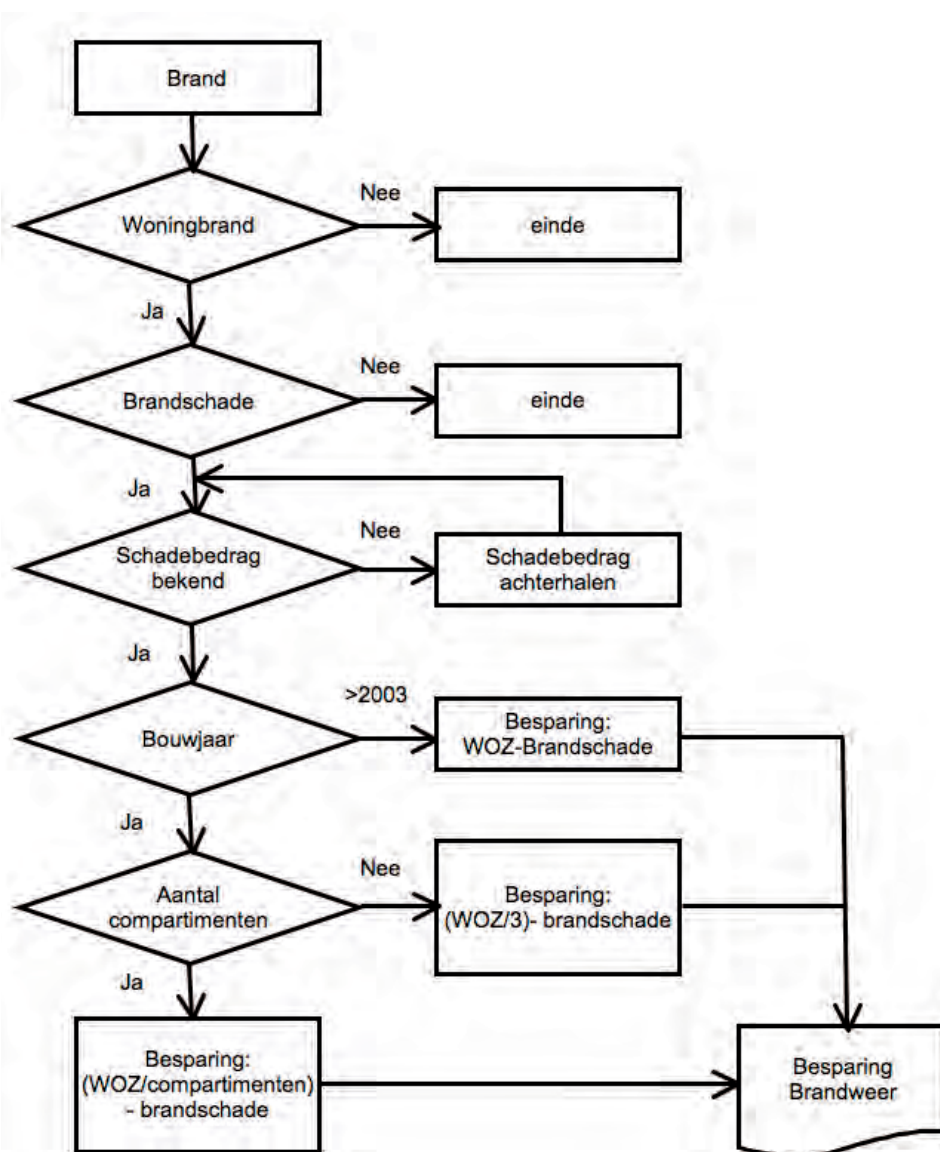 Brand
Nee
Woningbrand
einde
Ja
Nee
Brandschade
einde
Ja
Nee
Schadebedrag
bekend
Schadebedrag
achterhalen
Ja
>2003
Bouwjaar
Besparing:
WOZ-Brandschade
Ja
Nee
Aantal
compartimenten
Besparing:
(WOZ/3)- brandschade
Ja
Besparing:
(WOZ/compartimenten)
- brandschade
Besparing
Brandweer